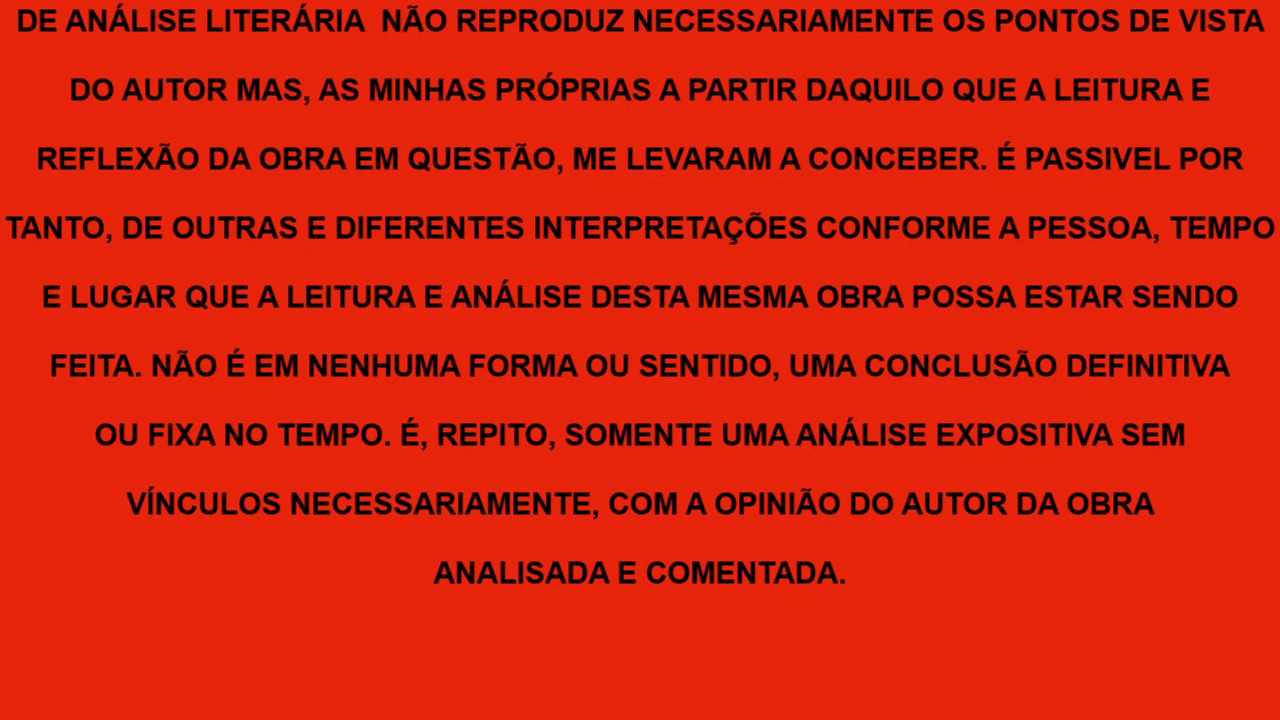 DE ANÁLISE LITERÁRIA  NÃO REPRODUZ NECESSARIAMENTE OS PONTOS DE VISTA
DO AUTOR MAS, AS MINHAS PRÓPRIAS A PARTIR DAQUILO QUE A LEITURA E
REFLEXÃO DA OBRA EM QUESTÃO, ME LEVARAM A CONCEBER. É PASSIVEL POR
TANTO, DE OUTRAS E DIFERENTES INTERPRETAÇÕES CONFORME A PESSOA, TEMPO
E LUGAR QUE A LEITURA E ANÁLISE DESTA MESMA OBRA POSSA ESTAR SENDO
FEITA. NÃO É EM NENHUMA FORMA OU SENTIDO, UMA CONCLUSÃO DEFINITIVA
OU FIXA NO TEMPO. É, REPITO, SOMENTE UMA ANÁLISE EXPOSITIVA SEM
VÍNCULOS NECESSARIAMENTE, COM A OPINIÃO DO AUTOR DA OBRA
ANALISADA E COMENTADA.